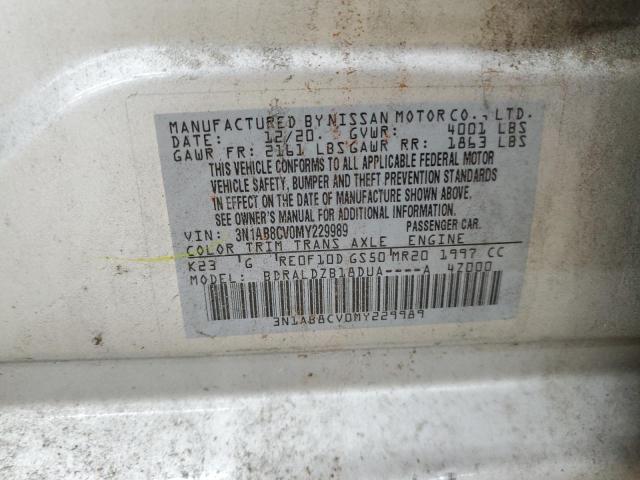 MANUFACTURED BY NISSAN MOTOR CO., LTD.
DATE: 12/20 GVWR: 4001 LBS
GAWR FR: 2161 LBS GAWR RR: 1863 LBS
THIS VEHICLE CONFORMS TO ALL APPLICABLE FEDERAL MOTOR
VEHICLE SAFETY, BUMPER AND THEFT PREVENTION STANDARDS
IN EFFECT ON THE DATE OF MANUFACTURE SHOWN ABOVE.
SEE OWNER'S MANUAL FOR ADDITIONAL INFORMATION.
VIN: 3N1AB8CV0MY229989 PASSENGER CAR.
COLOR TRIM TRANS AXLE ENGINE
K23 G RE0F10D GS50 MR20 1997 CC
MODEL: BDRALDZB18DUA----A 4Z000
3N1AB8CV0MY229989